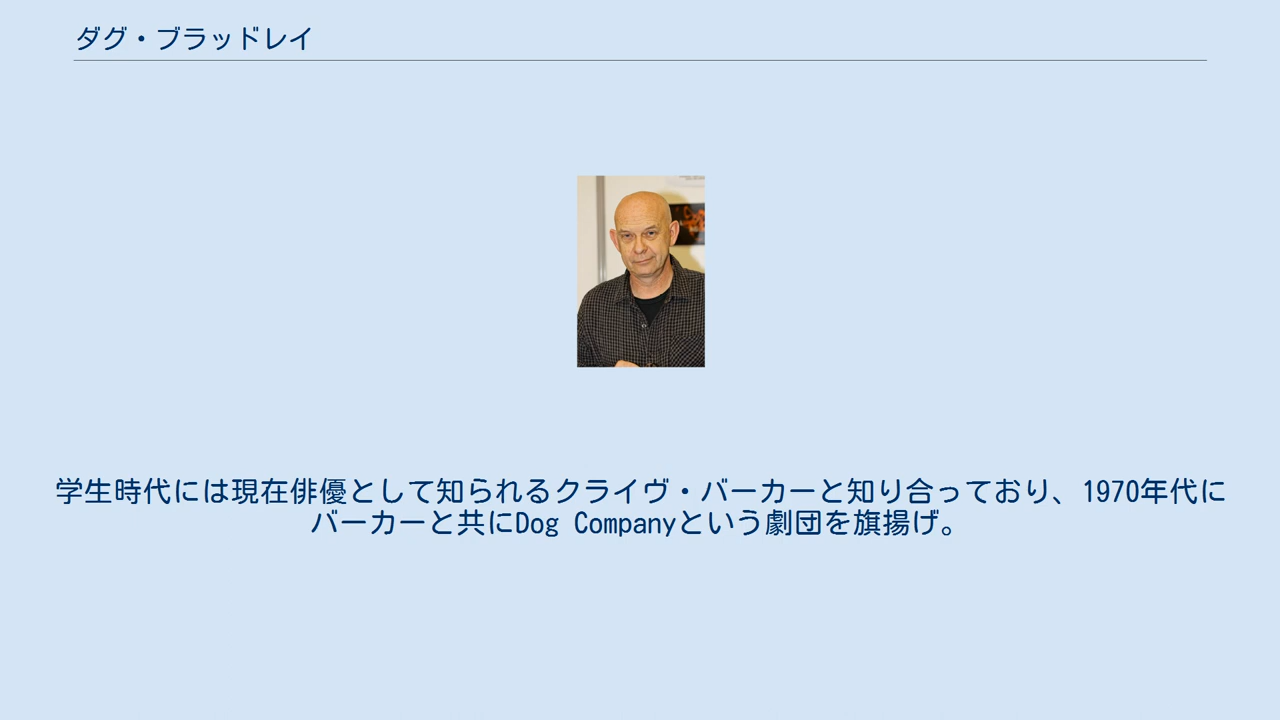 ダグ・ブラッドレイ
学生時代には現在俳優として知られるクライヴ・バーカーと知り合っており、1970年代に
バーカーと共にDog Companyという劇団を旗揚げ。